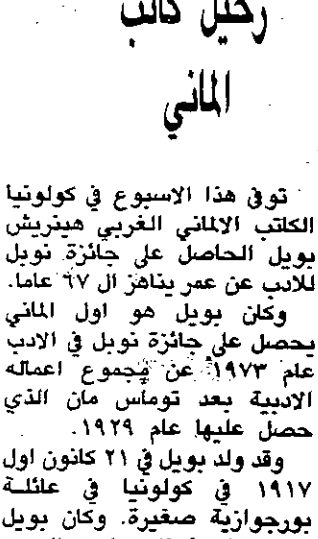 رحيل كاتب
الماني
توفي هذا الاسبوع في كولونيا
الكاتب الالماني الغربي هينريش
بويل الحاصل على جائزة نوبل
للادب عن عمر يناهز ال ٦٧ عاما.
وكان بويل هو اول الماني
يحصل على جائزة نوبل في الادب
عام ١٩٧٣ عن مجموع اعماله
الادبية بعد توماس مان الذي
حصل عليها عام ١٩٢٩.
وقد ولد بويل في ٢١ كانون اول
١٩١٧ في كولونيا في عائلة
بورجوازية صغيرة. وكان بويل